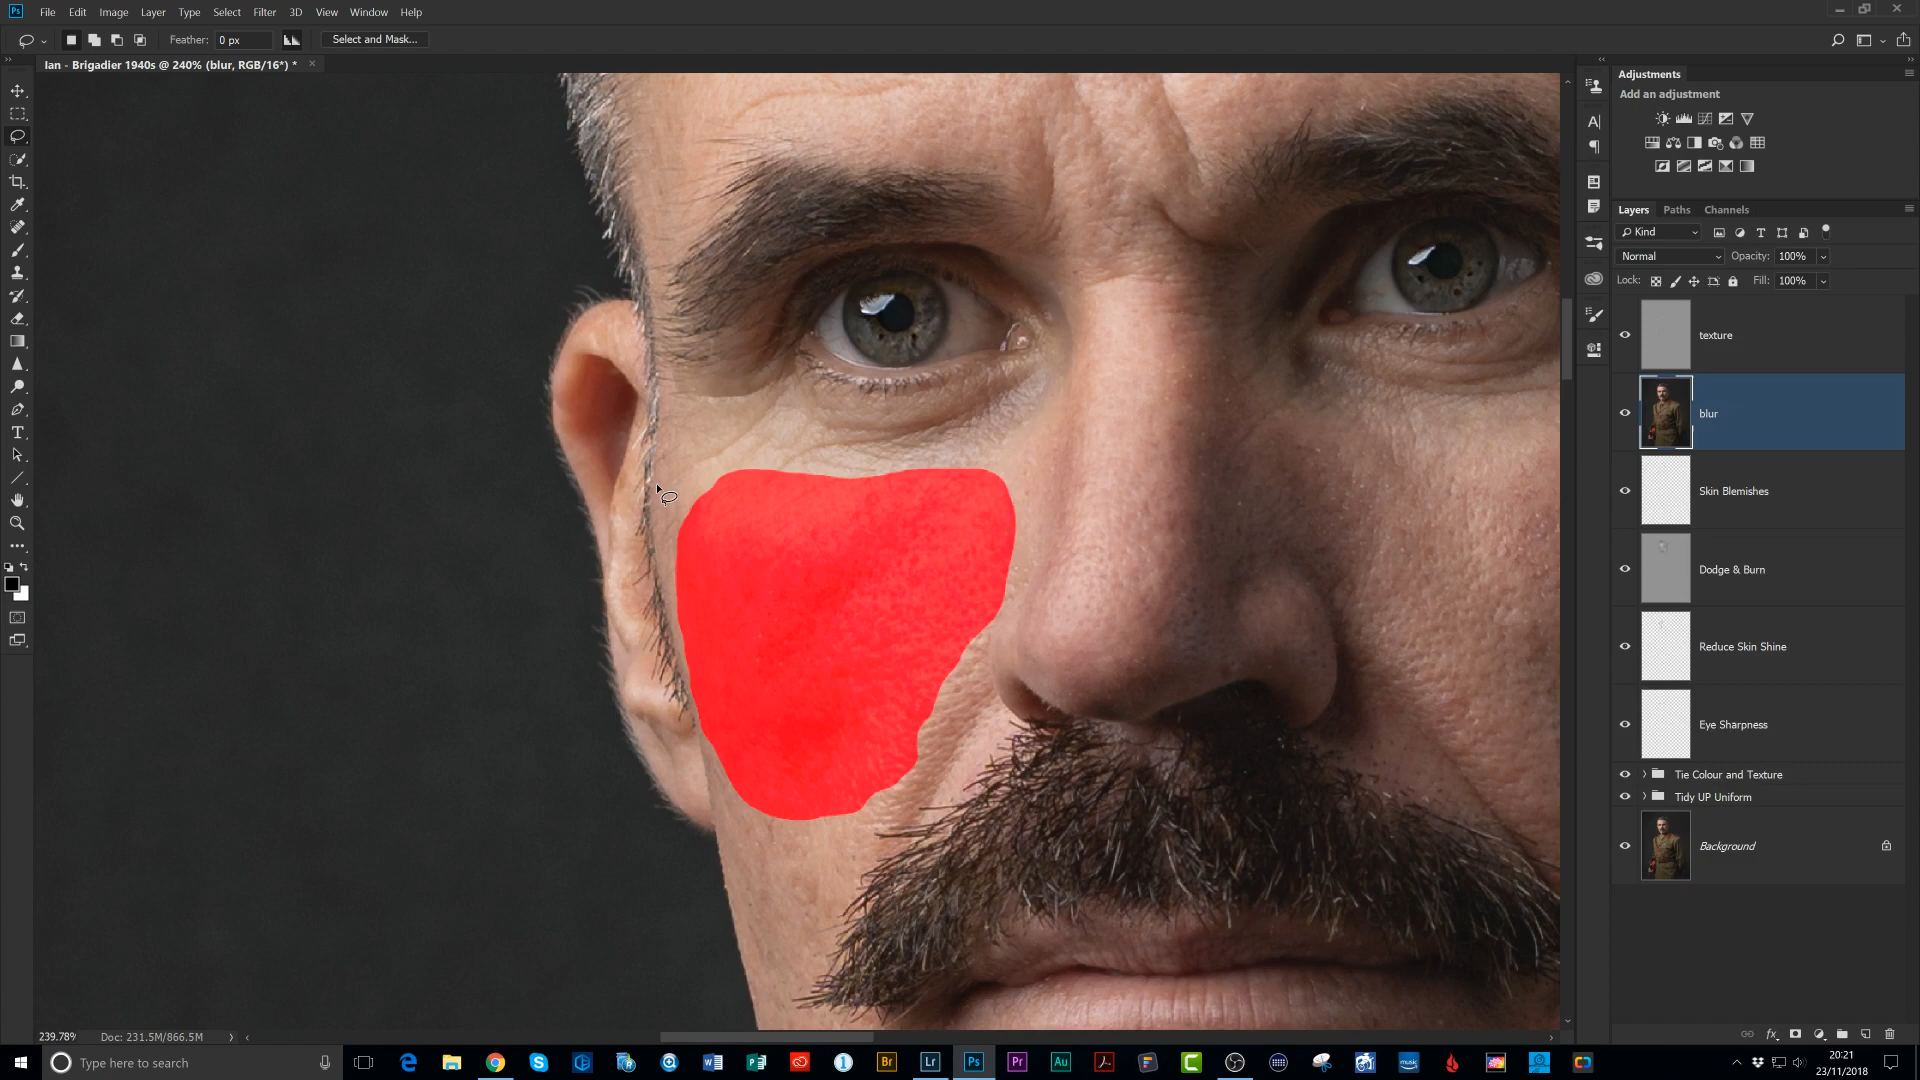 Ps File Edit Image Layer Type Select Filter 3D View Window Help
Feather: 0 px Select and Mask...
Ian - Brigadier 1940s @ 240% (blur, RGB/16*) *
Adjustments
Add an adjustment
Layers Paths Channels
Kind
Normal Opacity: 100%
Lock: Fill: 100%
texture
blur
Skin Blemishes
Dodge & Burn
Reduce Skin Shine
Eye Sharpness
Tie Colour and Texture
Tidy UP Uniform
Background
239.78% Doc: 231.5M/866.5M
Type here to search
Br Lr Ps Pr Au
music
20:21
23/11/2018